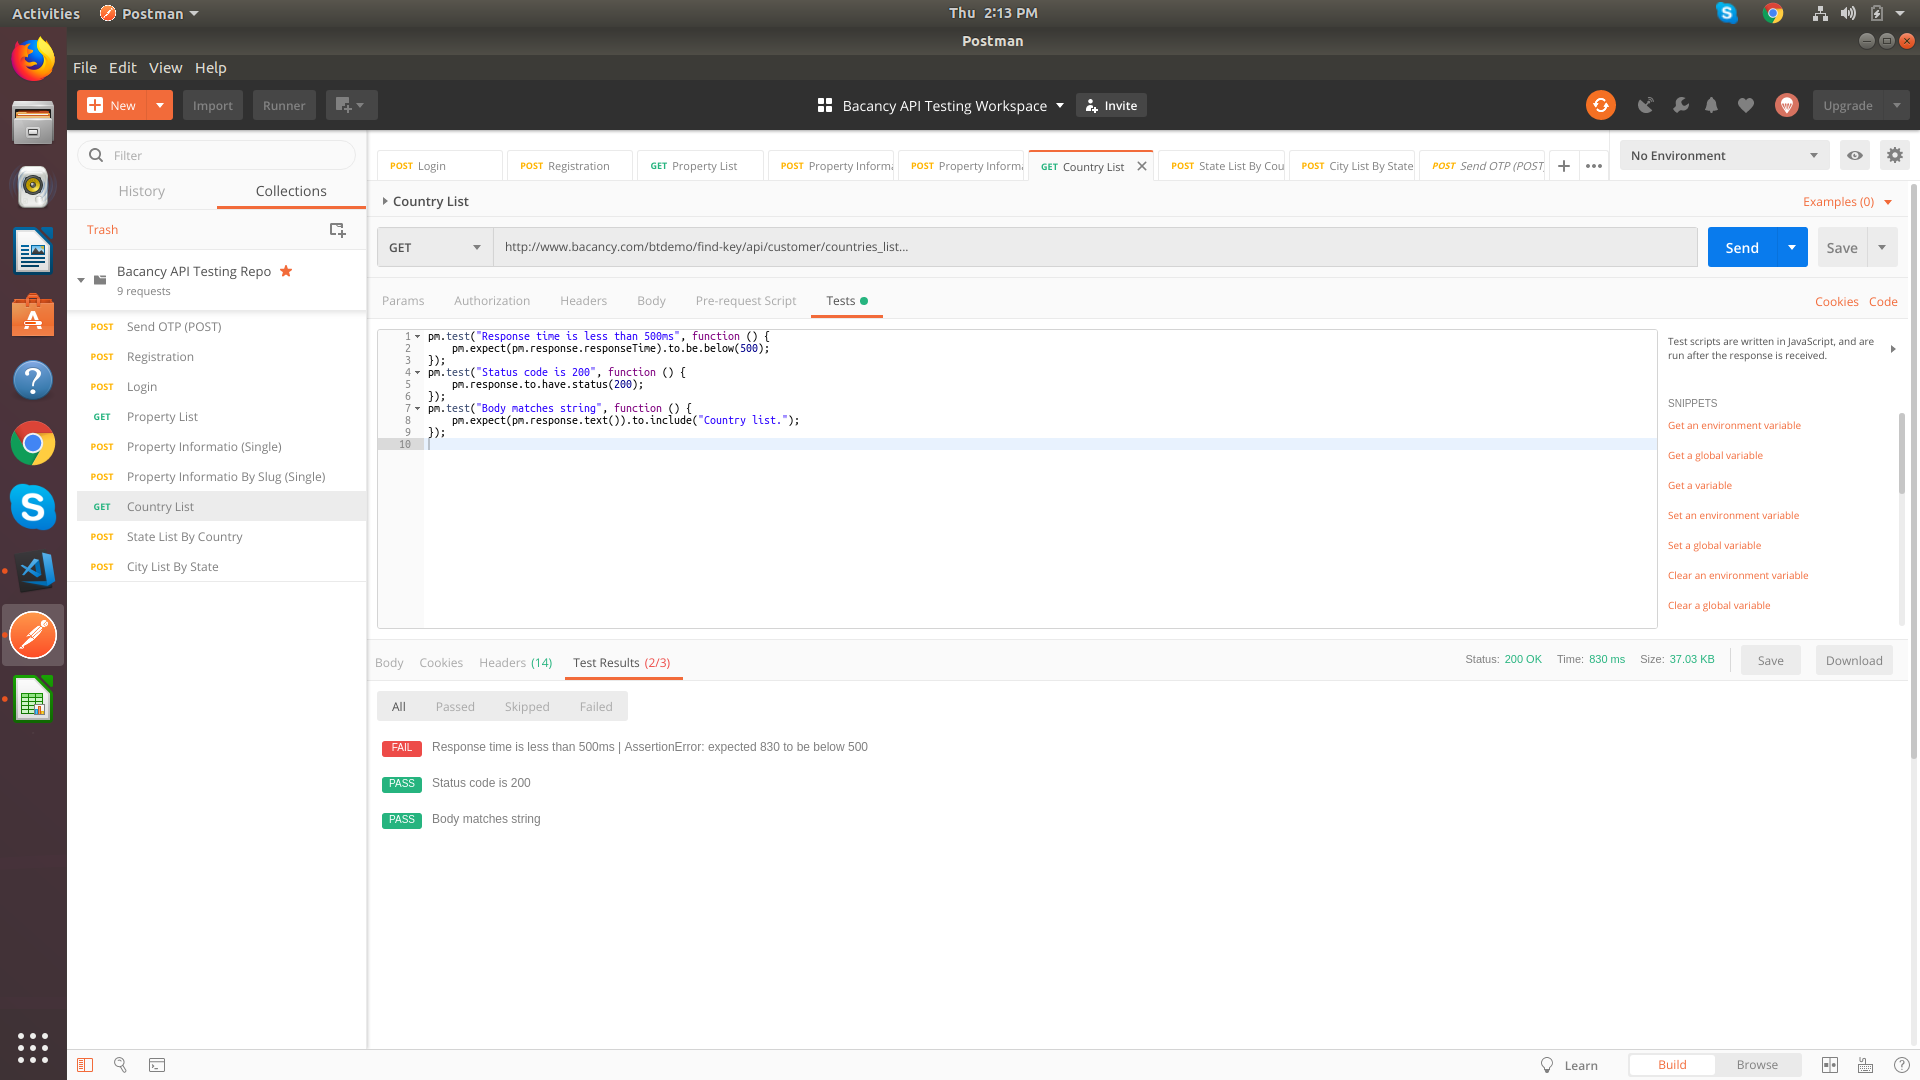 Activities
Postman
Thu 2:13 PM
Postman
File Edit View Help
New
Import
Runner
Bacancy API Testing Workspace
Invite
Upgrade
Filter
History
Collections
Trash
Bacancy API Testing Repo
9 requests
POST Send OTP (POST)
POST Registration
POST Login
GET Property List
POST Property Informatio (Single)
POST Property Informatio By Slug (Single)
GET Country List
POST State List By Country
POST City List By State
POST Login
POST Registration
GET Property List
POST Property Informa
POST Property Informa
GET Country List
POST State List By Cou
POST City List By State
POST Send OTP (POST
No Environment
Country List
Examples (0)
GET
http://www.bacancy.com/btdemo/find-key/api/customer/countries_list...
Send
Save
Params
Authorization
Headers
Body
Pre-request Script
Tests
Cookies
Code
1 pm.test("Response time is less than 500ms", function () {
2 pm.expect(pm.response.responseTime).to.be.below(500);
3 });
4 pm.test("Status code is 200", function () {
5 pm.response.to.have.status(200);
6 });
7 pm.test("Body matches string", function () {
8 pm.expect(pm.response.text()).to.include("Country list.");
9 });
10
Test scripts are written in JavaScript, and are
run after the response is received.
SNIPPETS
Get an environment variable
Get a global variable
Get a variable
Set an environment variable
Set a global variable
Clear an environment variable
Clear a global variable
Body
Cookies
Headers (14)
Test Results (2/3)
Status: 200 OK
Time: 830 ms
Size: 37.03 KB
Save
Download
All
Passed
Skipped
Failed
FAIL Response time is less than 500ms | AssertionError: expected 830 to be below 500
PASS Status code is 200
PASS Body matches string
Learn
Build
Browse